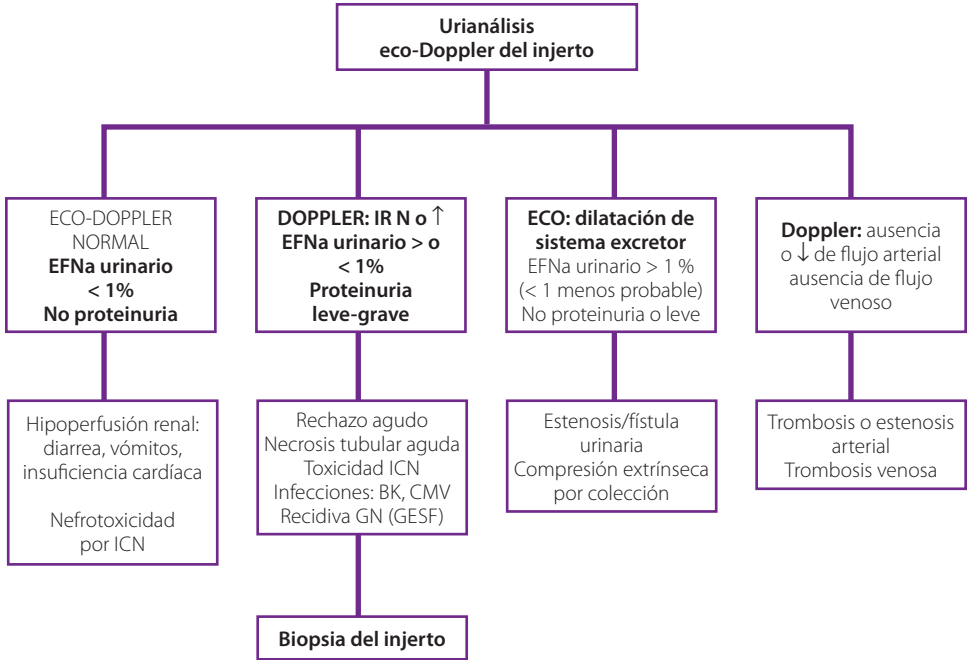 Urianálisis
eco-Doppler del injerto
ECO-DOPPLER
NORMAL
EFNa urinario
< 1%
No proteinuria
DOPPLER: IR N o ↑
EFNa urinario > o
< 1%
Proteinuria
leve-grave
ECO: dilatación de
sistema excretor
EFNa urinario > 1 %
(< 1 menos probable)
No proteinuria o leve
Doppler: ausencia
o ↓ de flujo arterial
ausencia de flujo
venoso
Hipoperfusión renal:
diarrea, vómitos,
insuficiencia cardíaca
Nefrotoxicidad
por ICN
Rechazo agudo
Necrosis tubular aguda
Toxicidad ICN
Infecciones: BK, CMV
Recidiva GN (GESF)
Estenosis/fístula
urinaria
Compresión extrínseca
por colección
Trombosis o estenosis
arterial
Trombosis venosa
Biopsia del injerto